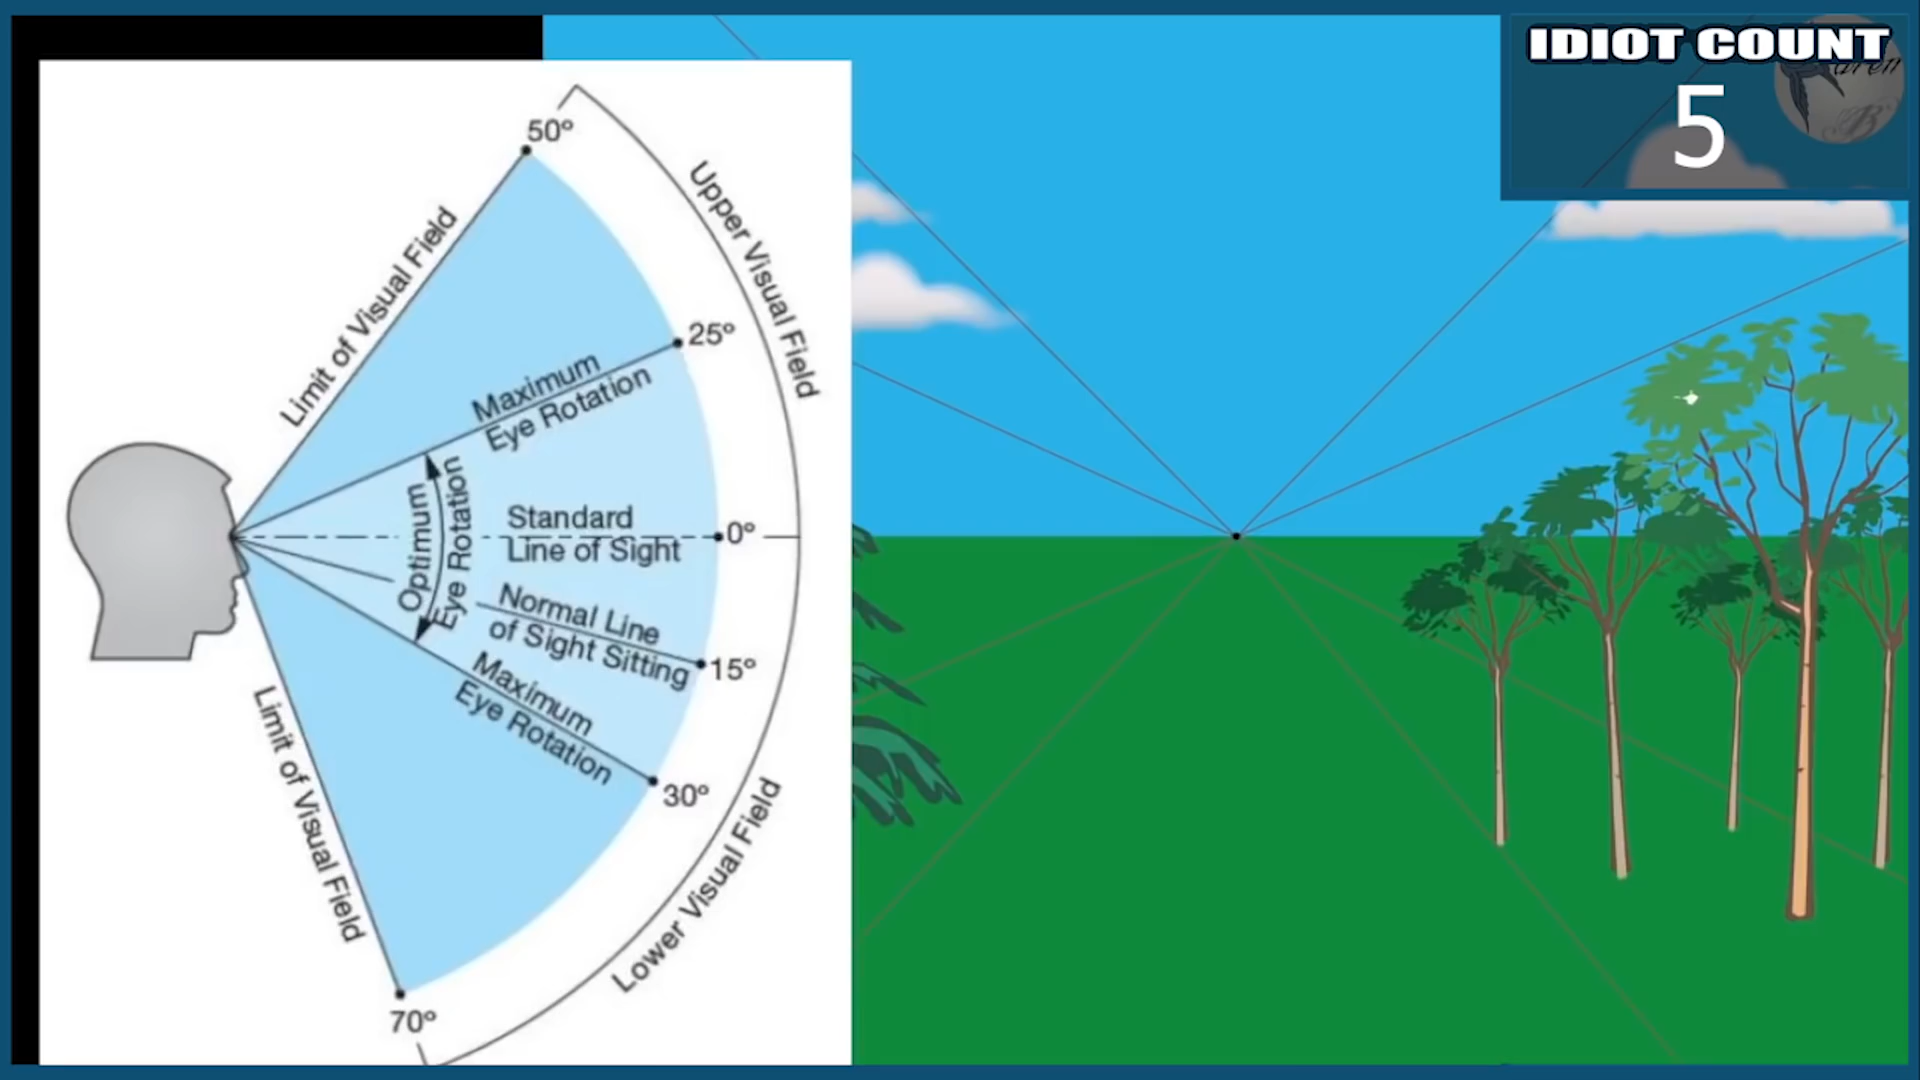 IDIOT COUNT
5
50°
Upper Visual Field
Limit of Visual Field
25°
Maximum
Eye Rotation
Optimum
Eye Rotation
Standard
Line of Sight
0°
Normal Line
of Sight Sitting
15°
Maximum
Eye Rotation
30°
Limit of Visual Field
Lower Visual Field
70°